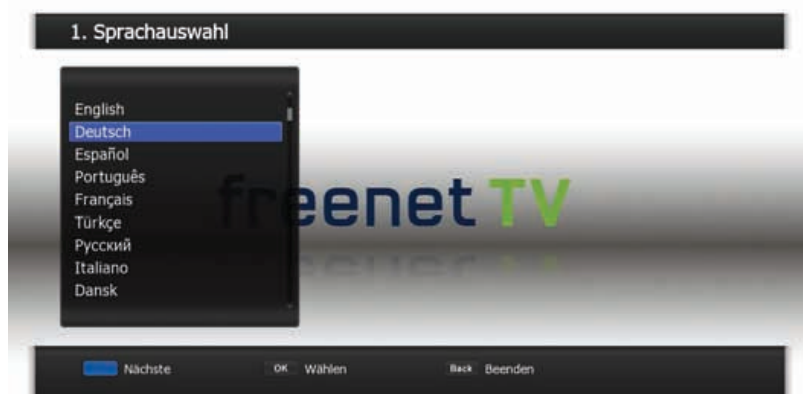 1. Sprachauswahl
English
Deutsch
Español
Português
Français
Türkçe
Русский
Italiano
Dansk
freenet TV
Nächste OK Wählen Back Beenden